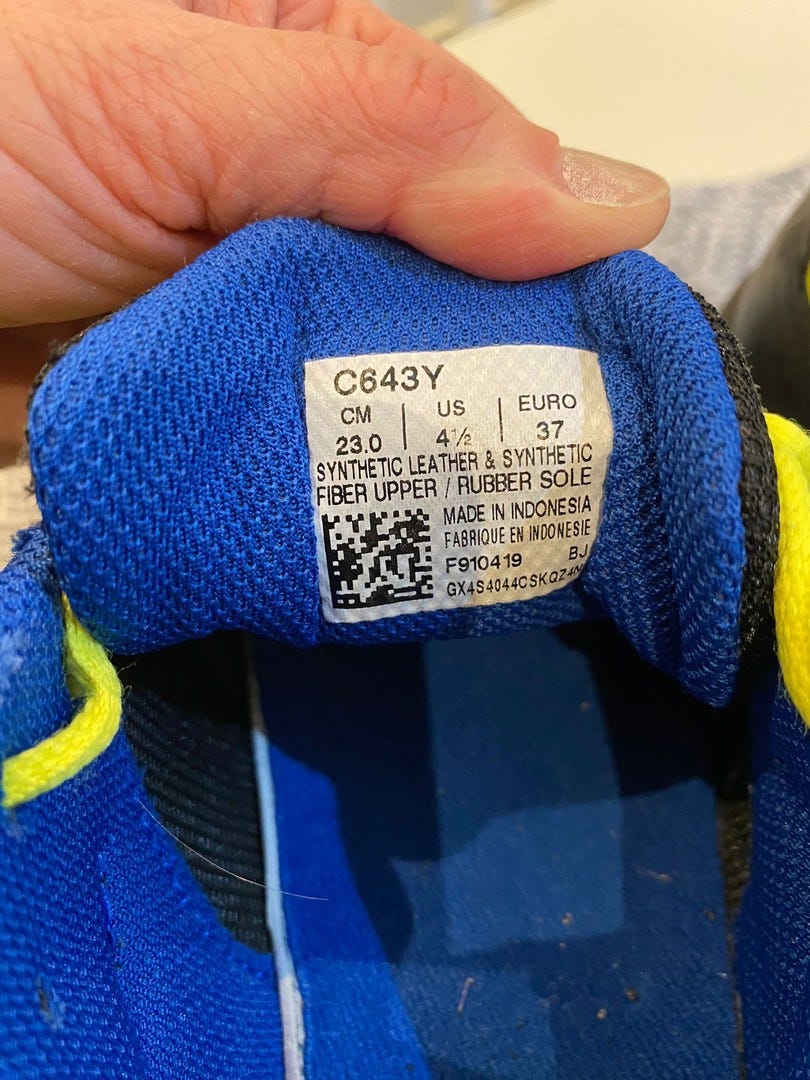 C643Y
CM | US | EURO
23.0 | 4½ | 37
SYNTHETIC LEATHER & SYNTHETIC
FIBER UPPER / RUBBER SOLE
MADE IN INDONESIA
FABRIQUE EN INDONESIE
F910419 BJ